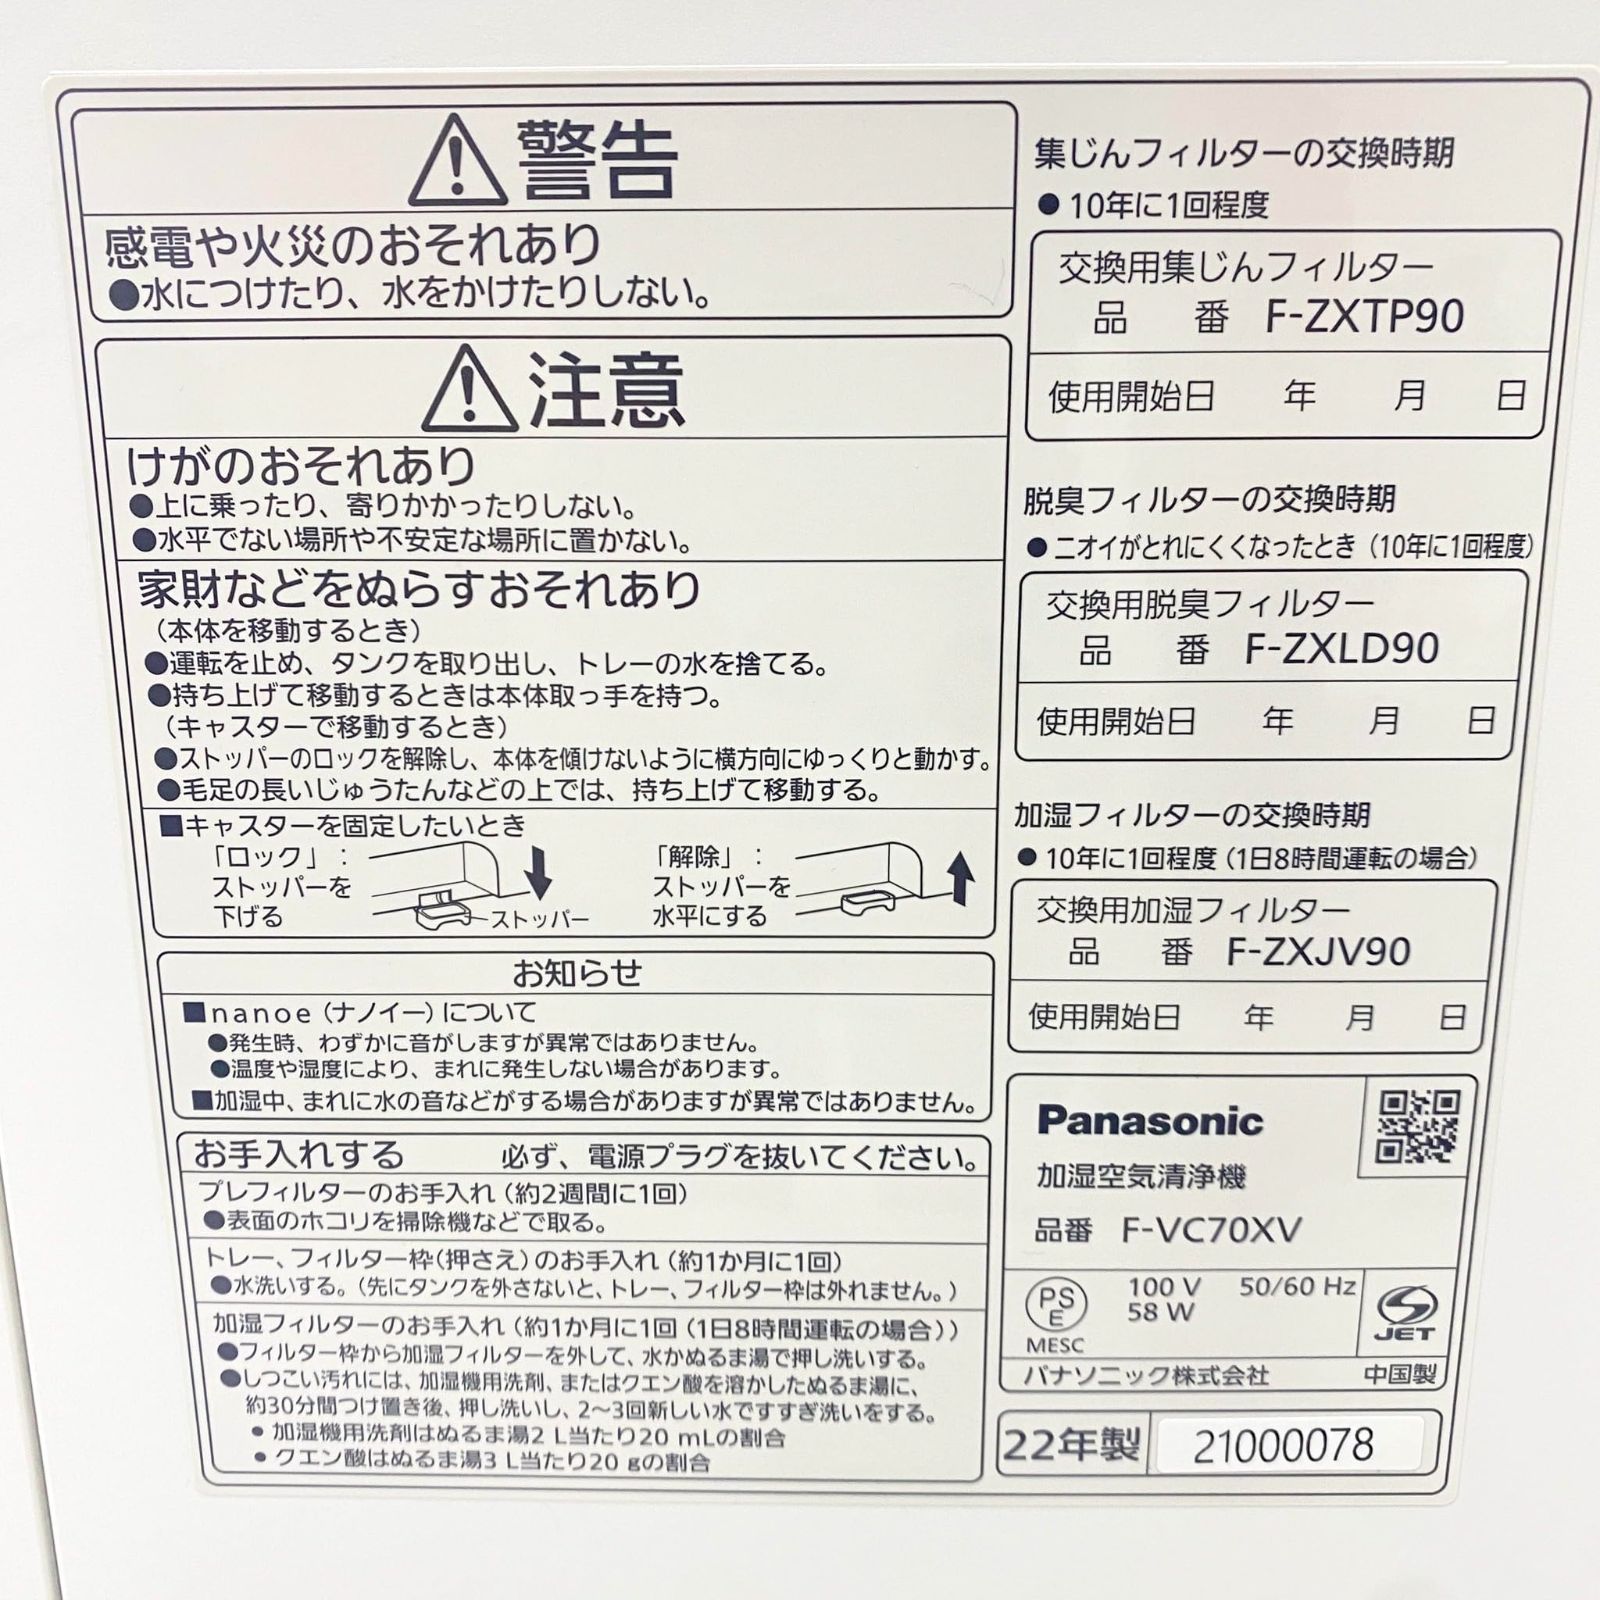 警告
感電や火災のおそれあり
●水につけたり、水をかけたりしない。
注意
けがのおそれあり
●上に乗ったり、寄りかかったりしない。
●水平でない場所や不安定な場所に置かない。
家財などをぬらすおそれあり
(本体を移動するとき)
●運転を止め、タンクを取り出し、トレーの水を捨てる。
●持ち上げて移動するときは本体取っ手を持つ。
(キャスターで移動するとき)
●ストッパーのロックを解除し、本体を傾けないように横方向にゆっくりと動かす。
●毛足の長いじゅうたんなどの上では、持ち上げて移動する。
■キャスターを固定したいとき
「ロック」:
ストッパーを
下げる
ストッパー
「解除」:
ストッパーを
水平にする
お知らせ
■nanoe(ナノイー)について
●発生時、わずかに音がしますが異常ではありません。
●温度や湿度により、まれに発生しない場合があります。
■加湿中、まれに水の音などがする場合がありますが異常ではありません。
お手入れする 必ず、電源プラグを抜いてください。
プレフィルターのお手入れ(約2週間に1回)
●表面のホコリを掃除機などで取る。
トレー、フィルター枠(押さえ)のお手入れ(約1か月に1回)
●水洗いする。(先にタンクを外さないと、トレー、フィルター枠は外れません。)
加湿フィルターのお手入れ(約1か月に1回(1日8時間運転の場合))
●フィルター枠から加湿フィルターを外して、水かぬるま湯で押し洗いする。
●しつこい汚れには、加湿機用洗剤、またはクエン酸を溶かしたぬるま湯に、
約30分間つけ置き後、押し洗いし、2～3回新しい水ですすぎ洗いをする。
• 加湿機用洗剤はぬるま湯2 L当たり20 mLの割合
• クエン酸はぬるま湯3 L当たり20 gの割合
集じんフィルターの交換時期
● 10年に1回程度
交換用集じんフィルター
品 番 F-ZXTP90
使用開始日 年 月 日
脱臭フィルターの交換時期
● ニオイがとれにくくなったとき(10年に1回程度)
交換用脱臭フィルター
品 番 F-ZXLD90
使用開始日 年 月 日
加湿フィルターの交換時期
● 10年に1回程度(1日8時間運転の場合)
交換用加湿フィルター
品 番 F-ZXJV90
使用開始日 年 月 日
Panasonic
加湿空気清浄機
品番 F-VC70XV
PS
E
MESC
100 V 50/60 Hz
58 W
JET
パナソニック株式会社 中国製
22年製 21000078